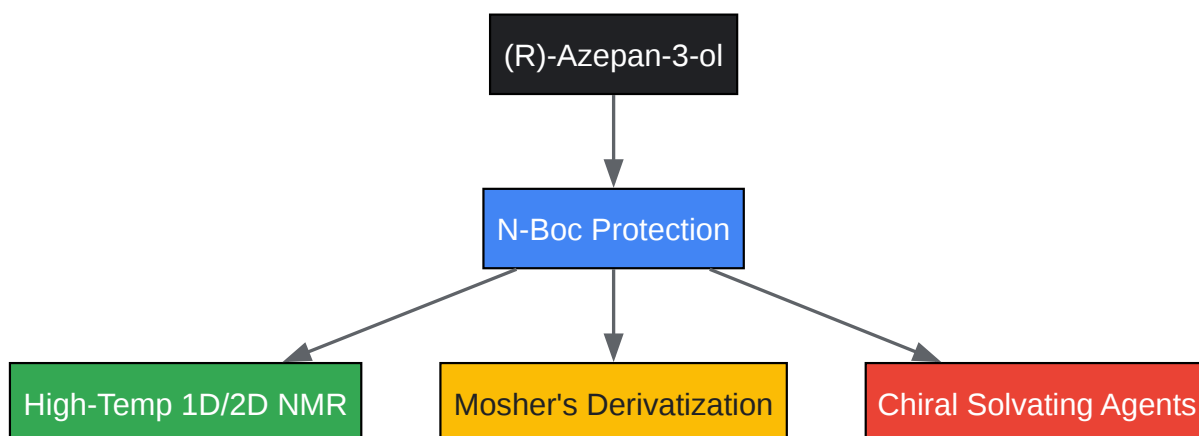 (R)-Azepan-3-ol
N-Boc Protection
High-Temp 1D/2D NMR
Mosher's Derivatization
Chiral Solvating Agents